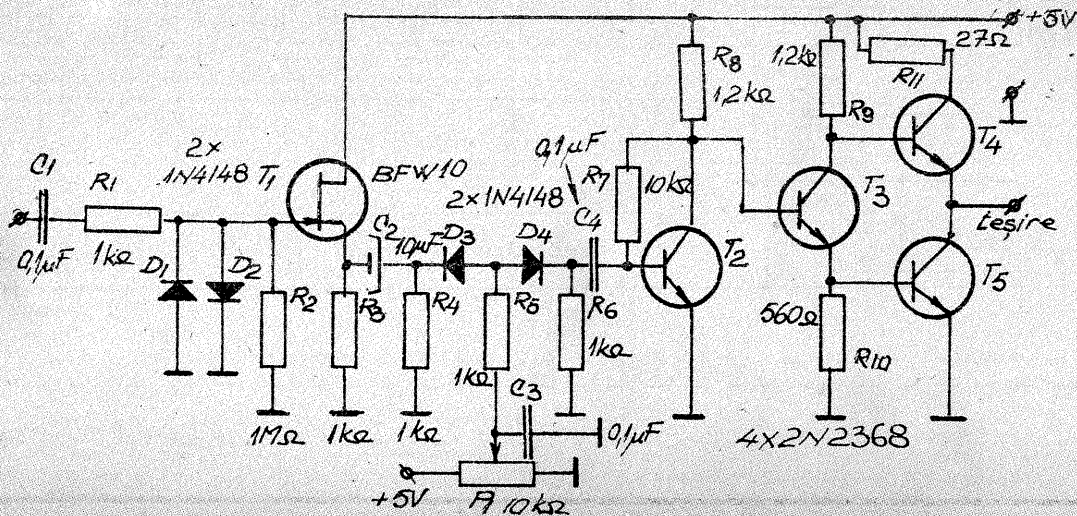 +5V
C1
0,1µF
R1
1kΩ
2x
1N4148
D1
D2
T1
BFW10
R2
1MΩ
R3
1kΩ
C2
10µF
R4
1kΩ
2x1N4148
D3
D4
R5
1kΩ
C3
0,1µF
+5V
P1 10kΩ
0,1µF
C4
R6
1kΩ
R7
10kΩ
R8
1,2kΩ
T2
1,2kΩ
R9
T3
560Ω
R10
27Ω
R11
T4
T5
Ieşire
4x2N2368